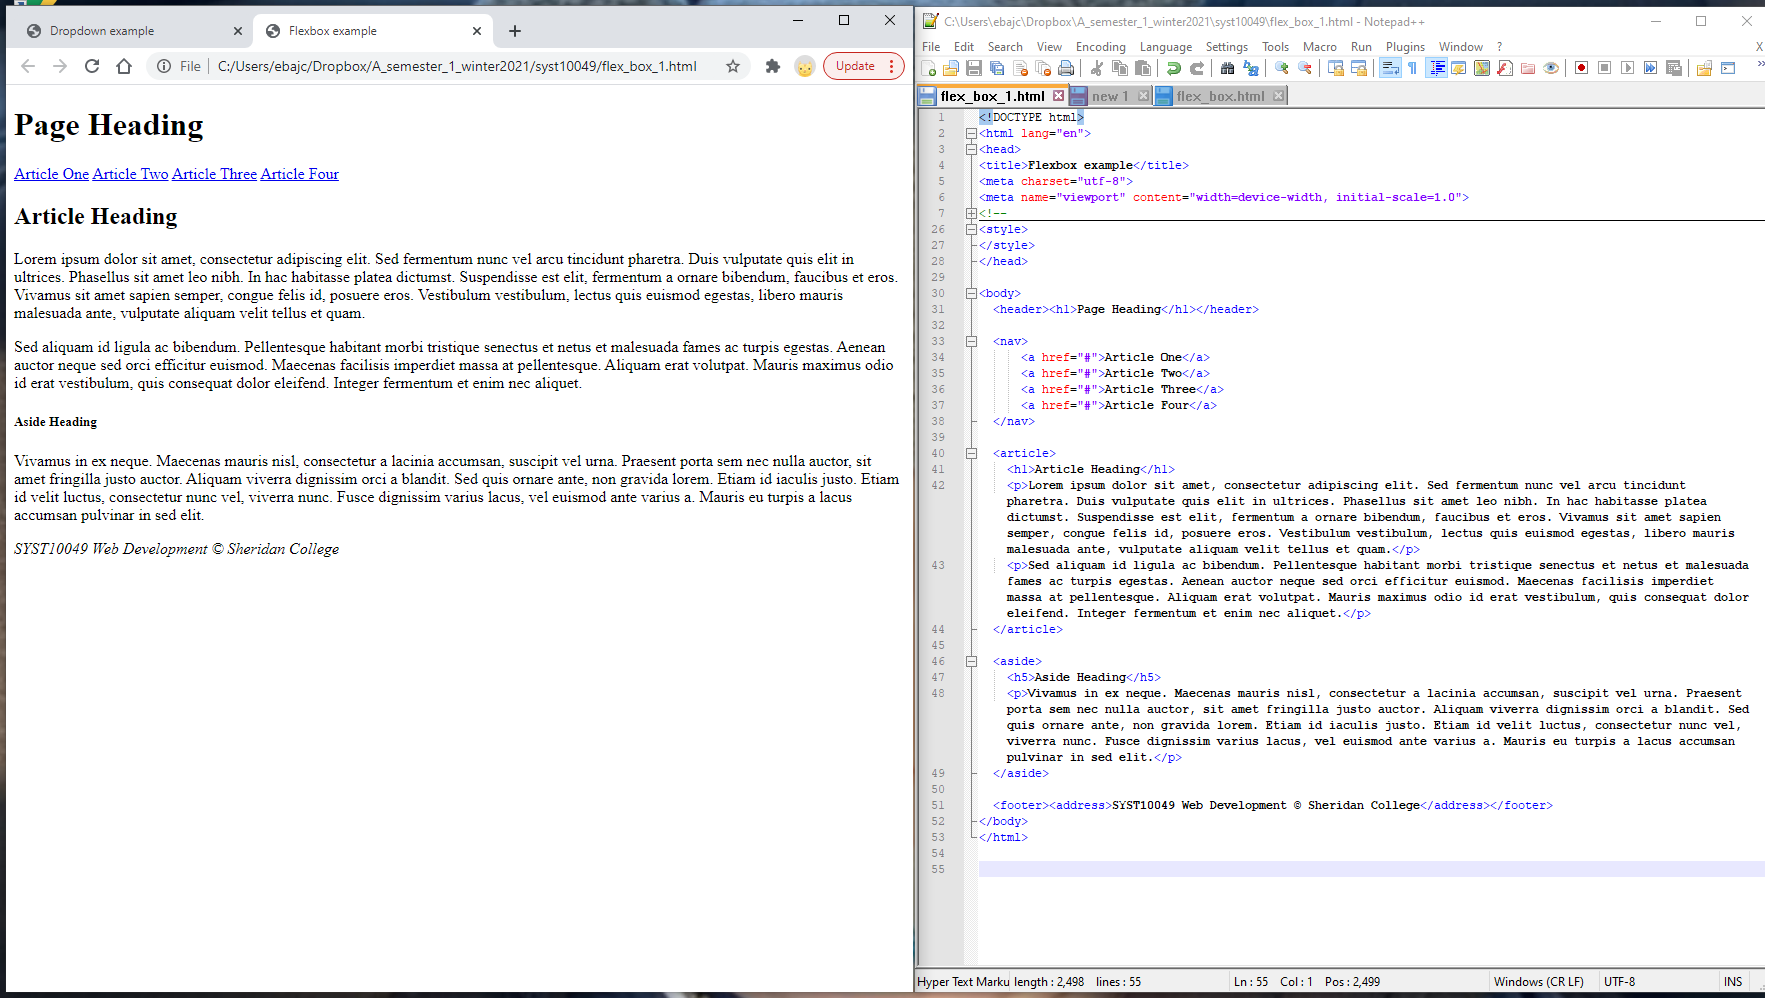 Dropdown example
Flexbox example
File
C:/Users/ebajc/Dropbox/A_semester_1_winter2021/syst10049/flex_box_1.html
Update
Page Heading
Article One Article Two Article Three Article Four
Article Heading
Lorem ipsum dolor sit amet, consectetur adipiscing elit. Sed fermentum nunc vel arcu tincidunt pharetra. Duis vulputate quis elit in
ultrices. Phasellus sit amet leo nibh. In hac habitasse platea dictumst. Suspendisse est elit, fermentum a ornare bibendum, faucibus et eros.
Vivamus sit amet sapien semper, congue felis id, posuere eros. Vestibulum vestibulum, lectus quis euismod egestas, libero mauris
malesuada ante, vulputate aliquam velit tellus et quam.
Sed aliquam id ligula ac bibendum. Pellentesque habitant morbi tristique senectus et netus et malesuada fames ac turpis egestas. Aenean
auctor neque sed orci efficitur euismod. Maecenas facilisis imperdiet massa at pellentesque. Aliquam erat volutpat. Mauris maximus odio
id erat vestibulum, quis consequat dolor eleifend. Integer fermentum et enim nec aliquet.
Aside Heading
Vivamus in ex neque. Maecenas mauris nisl, consectetur a lacinia accumsan, suscipit vel urna. Praesent porta sem nec nulla auctor, sit
amet fringilla justo auctor. Aliquam viverra dignissim orci a blandit. Sed quis ornare ante, non gravida lorem. Etiam id iaculis justo. Etiam
id velit luctus, consectetur nunc vel, viverra nunc. Fusce dignissim varius lacus, vel euismod ante varius a. Mauris eu turpis a lacus
accumsan pulvinar in sed elit.
SYST10049 Web Development © Sheridan College
C:\Users\ebajc\Dropbox\A_semester_1_winter2021\syst10049\flex_box_1.html - Notepad++
File Edit Search View Encoding Language Settings Tools Macro Run Plugins Window ? X
flex_box_1.html new 1 flex_box.html
1 <!DOCTYPE html>
2 <html lang="en">
3 <head>
4 <title>Flexbox example</title>
5 <meta charset="utf-8">
6 <meta name="viewport" content="width=device-width, initial-scale=1.0">
7 <!--
26 <style>
27 </style>
28 </head>
29
30 <body>
31 <header><h1>Page Heading</h1></header>
32
33 <nav>
34 <a href="#">Article One</a>
35 <a href="#">Article Two</a>
36 <a href="#">Article Three</a>
37 <a href="#">Article Four</a>
38 </nav>
39
40 <article>
41 <h1>Article Heading</h1>
42 <p>Lorem ipsum dolor sit amet, consectetur adipiscing elit. Sed fermentum nunc vel arcu tincidunt
pharetra. Duis vulputate quis elit in ultrices. Phasellus sit amet leo nibh. In hac habitasse platea
dictumst. Suspendisse est elit, fermentum a ornare bibendum, faucibus et eros. Vivamus sit amet sapien
semper, congue felis id, posuere eros. Vestibulum vestibulum, lectus quis euismod egestas, libero mauris
malesuada ante, vulputate aliquam velit tellus et quam.</p>
43 <p>Sed aliquam id ligula ac bibendum. Pellentesque habitant morbi tristique senectus et netus et malesuada
fames ac turpis egestas. Aenean auctor neque sed orci efficitur euismod. Maecenas facilisis imperdiet
massa at pellentesque. Aliquam erat volutpat. Mauris maximus odio id erat vestibulum, quis consequat dolor
eleifend. Integer fermentum et enim nec aliquet.</p>
44 </article>
45
46 <aside>
47 <h5>Aside Heading</h5>
48 <p>Vivamus in ex neque. Maecenas mauris nisl, consectetur a lacinia accumsan, suscipit vel urna. Praesent
porta sem nec nulla auctor, sit amet fringilla justo auctor. Aliquam viverra dignissim orci a blandit. Sed
quis ornare ante, non gravida lorem. Etiam id iaculis justo. Etiam id velit luctus, consectetur nunc vel,
viverra nunc. Fusce dignissim varius lacus, vel euismod ante varius a. Mauris eu turpis a lacus accumsan
pulvinar in sed elit.</p>
49 </aside>
50
51 <footer><address>SYST10049 Web Development © Sheridan College</address></footer>
52 </body>
53 </html>
54
55
Hyper Text Marku length : 2,498 lines : 55 Ln : 55 Col : 1 Pos : 2,499 Windows (CR LF) UTF-8 INS